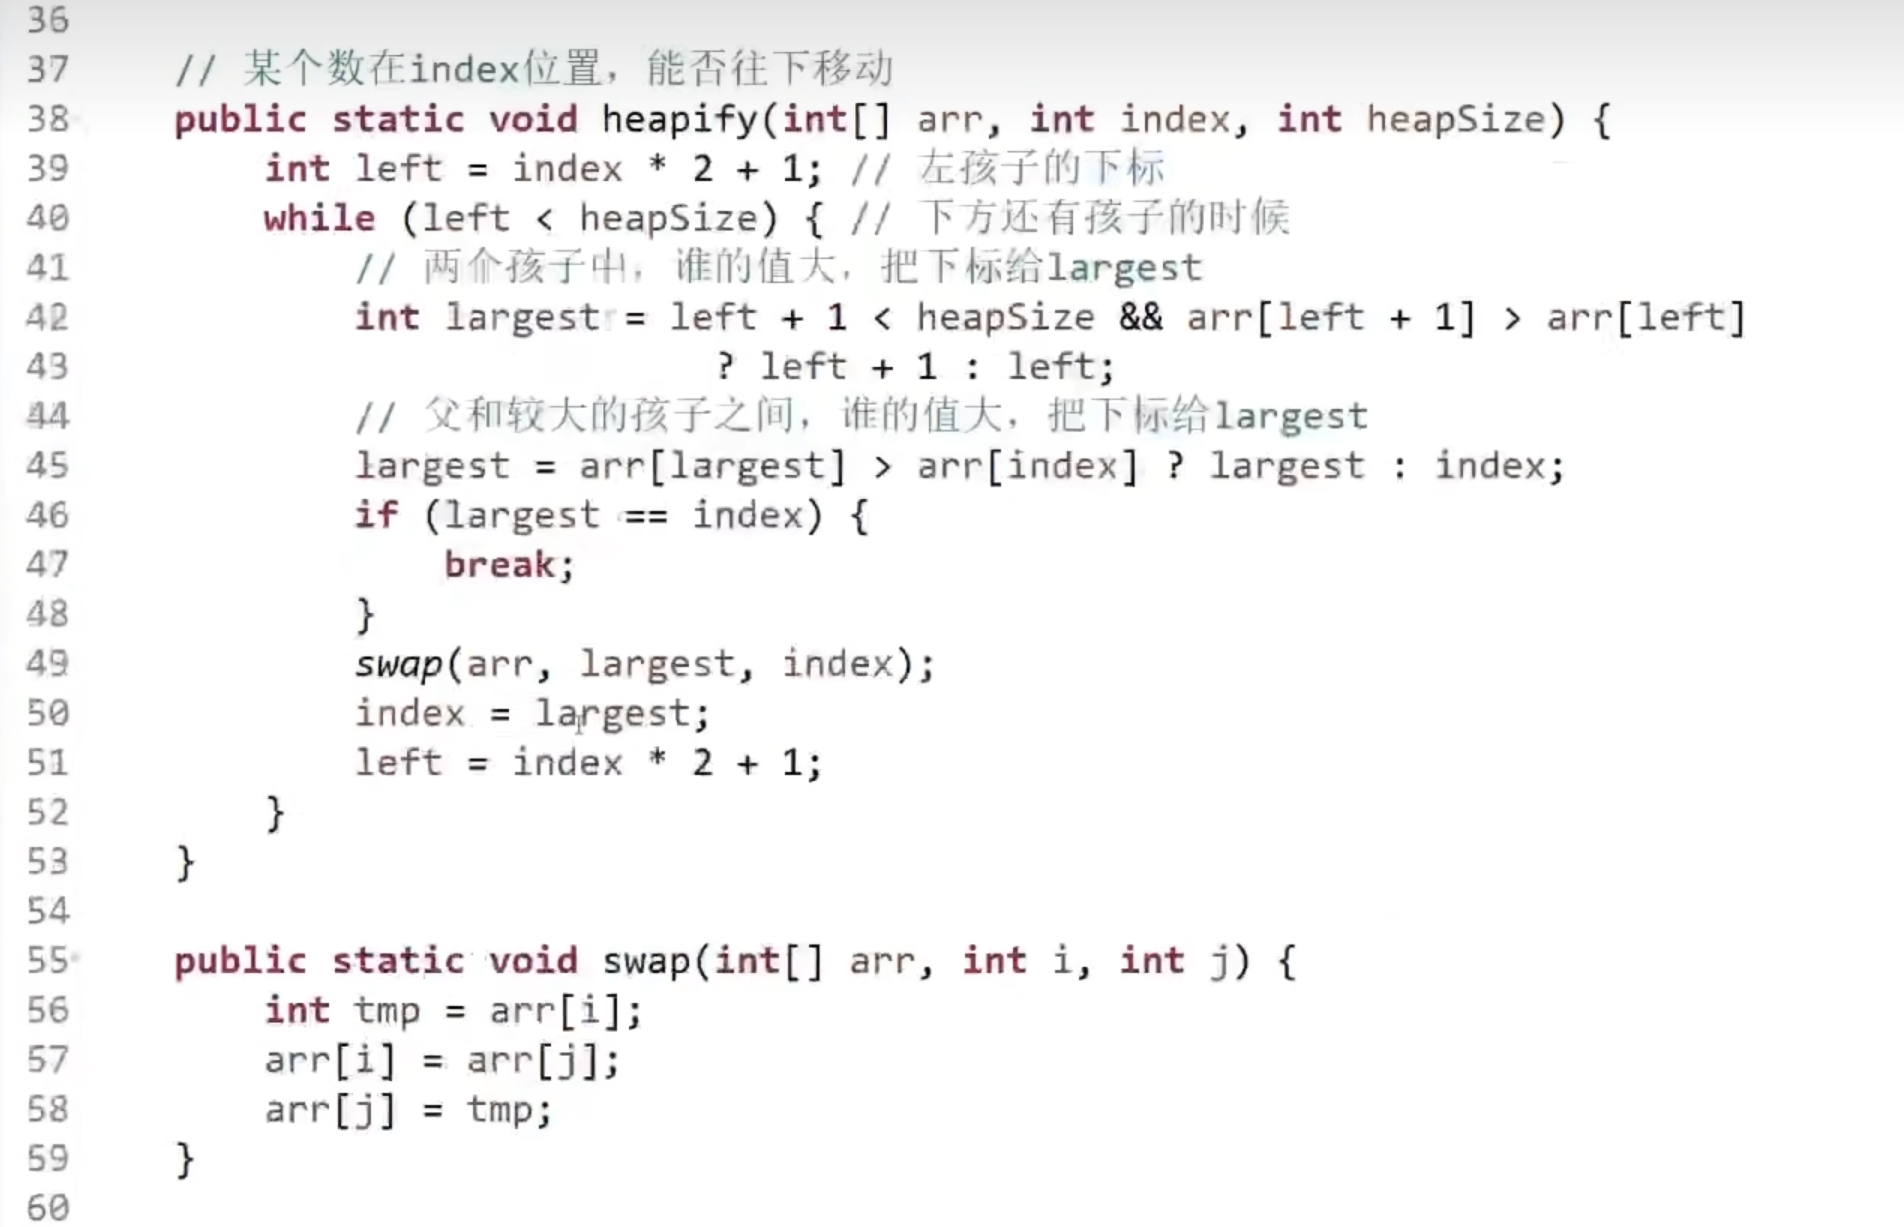 36
37 // 某个数在index位置，能否往下移动
38 public static void heapify(int[] arr, int index, int heapSize) {
39 int left = index * 2 + 1; // 左孩子的下标
40 while (left < heapSize) { // 下方还有孩子的时候
41 // 两个孩子中，谁的值大，把下标给largest
42 int largest = left + 1 < heapSize && arr[left + 1] > arr[left]
43 ? left + 1 : left;
44 // 父和较大的孩子之间，谁的值大，把下标给largest
45 largest = arr[largest] > arr[index] ? largest : index;
46 if (largest == index) {
47 break;
48 }
49 swap(arr, largest, index);
50 index = largest;
51 left = index * 2 + 1;
52 }
53 }
54
55 public static void swap(int[] arr, int i, int j) {
56 int tmp = arr[i];
57 arr[i] = arr[j];
58 arr[j] = tmp;
59 }
60